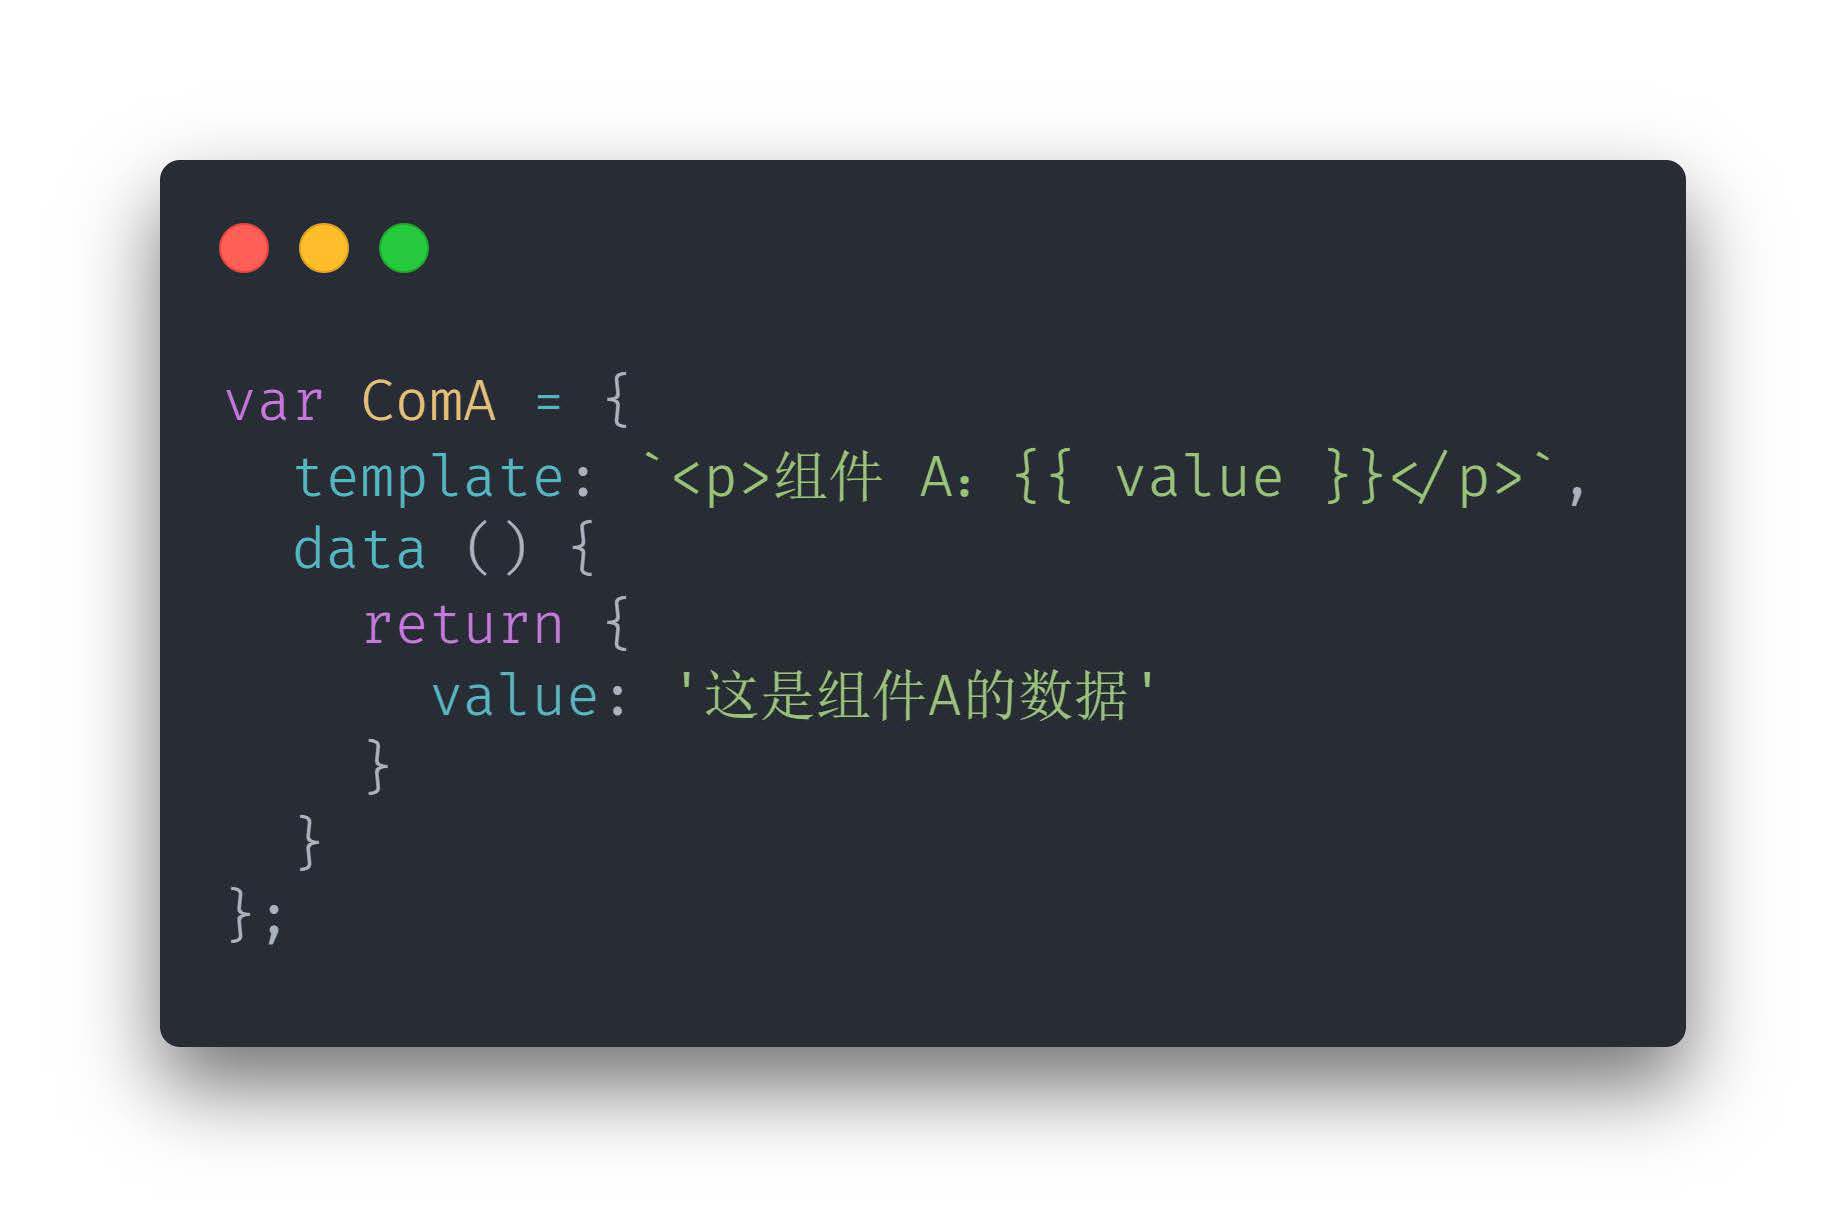 var ComA = {
  template: `<p>组件 A：{{ value }}</p>`,
  data () {
    return {
      value: '这是组件A的数据'
    }
  }
};